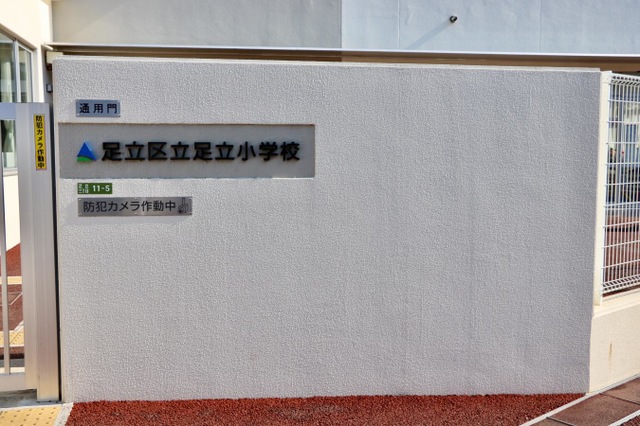 通用門
足立区立足立小学校
11-5
防犯カメラ作動中
防犯カメラ作動中